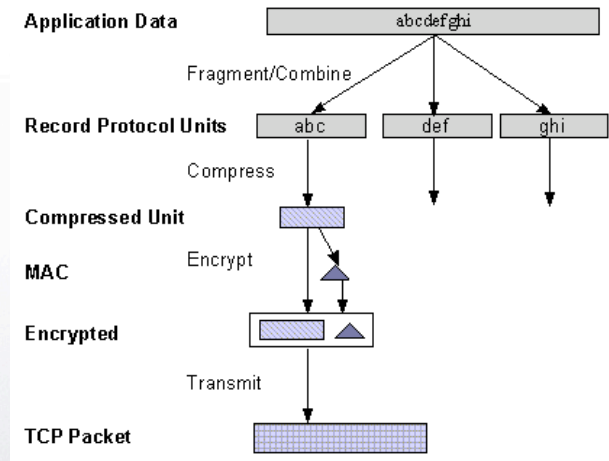 Application Data
abcdefghi
Fragment/Combine
Record Protocol Units
abc
def
ghi
Compress
Compressed Unit
Encrypt
MAC
Encrypted
Transmit
TCP Packet